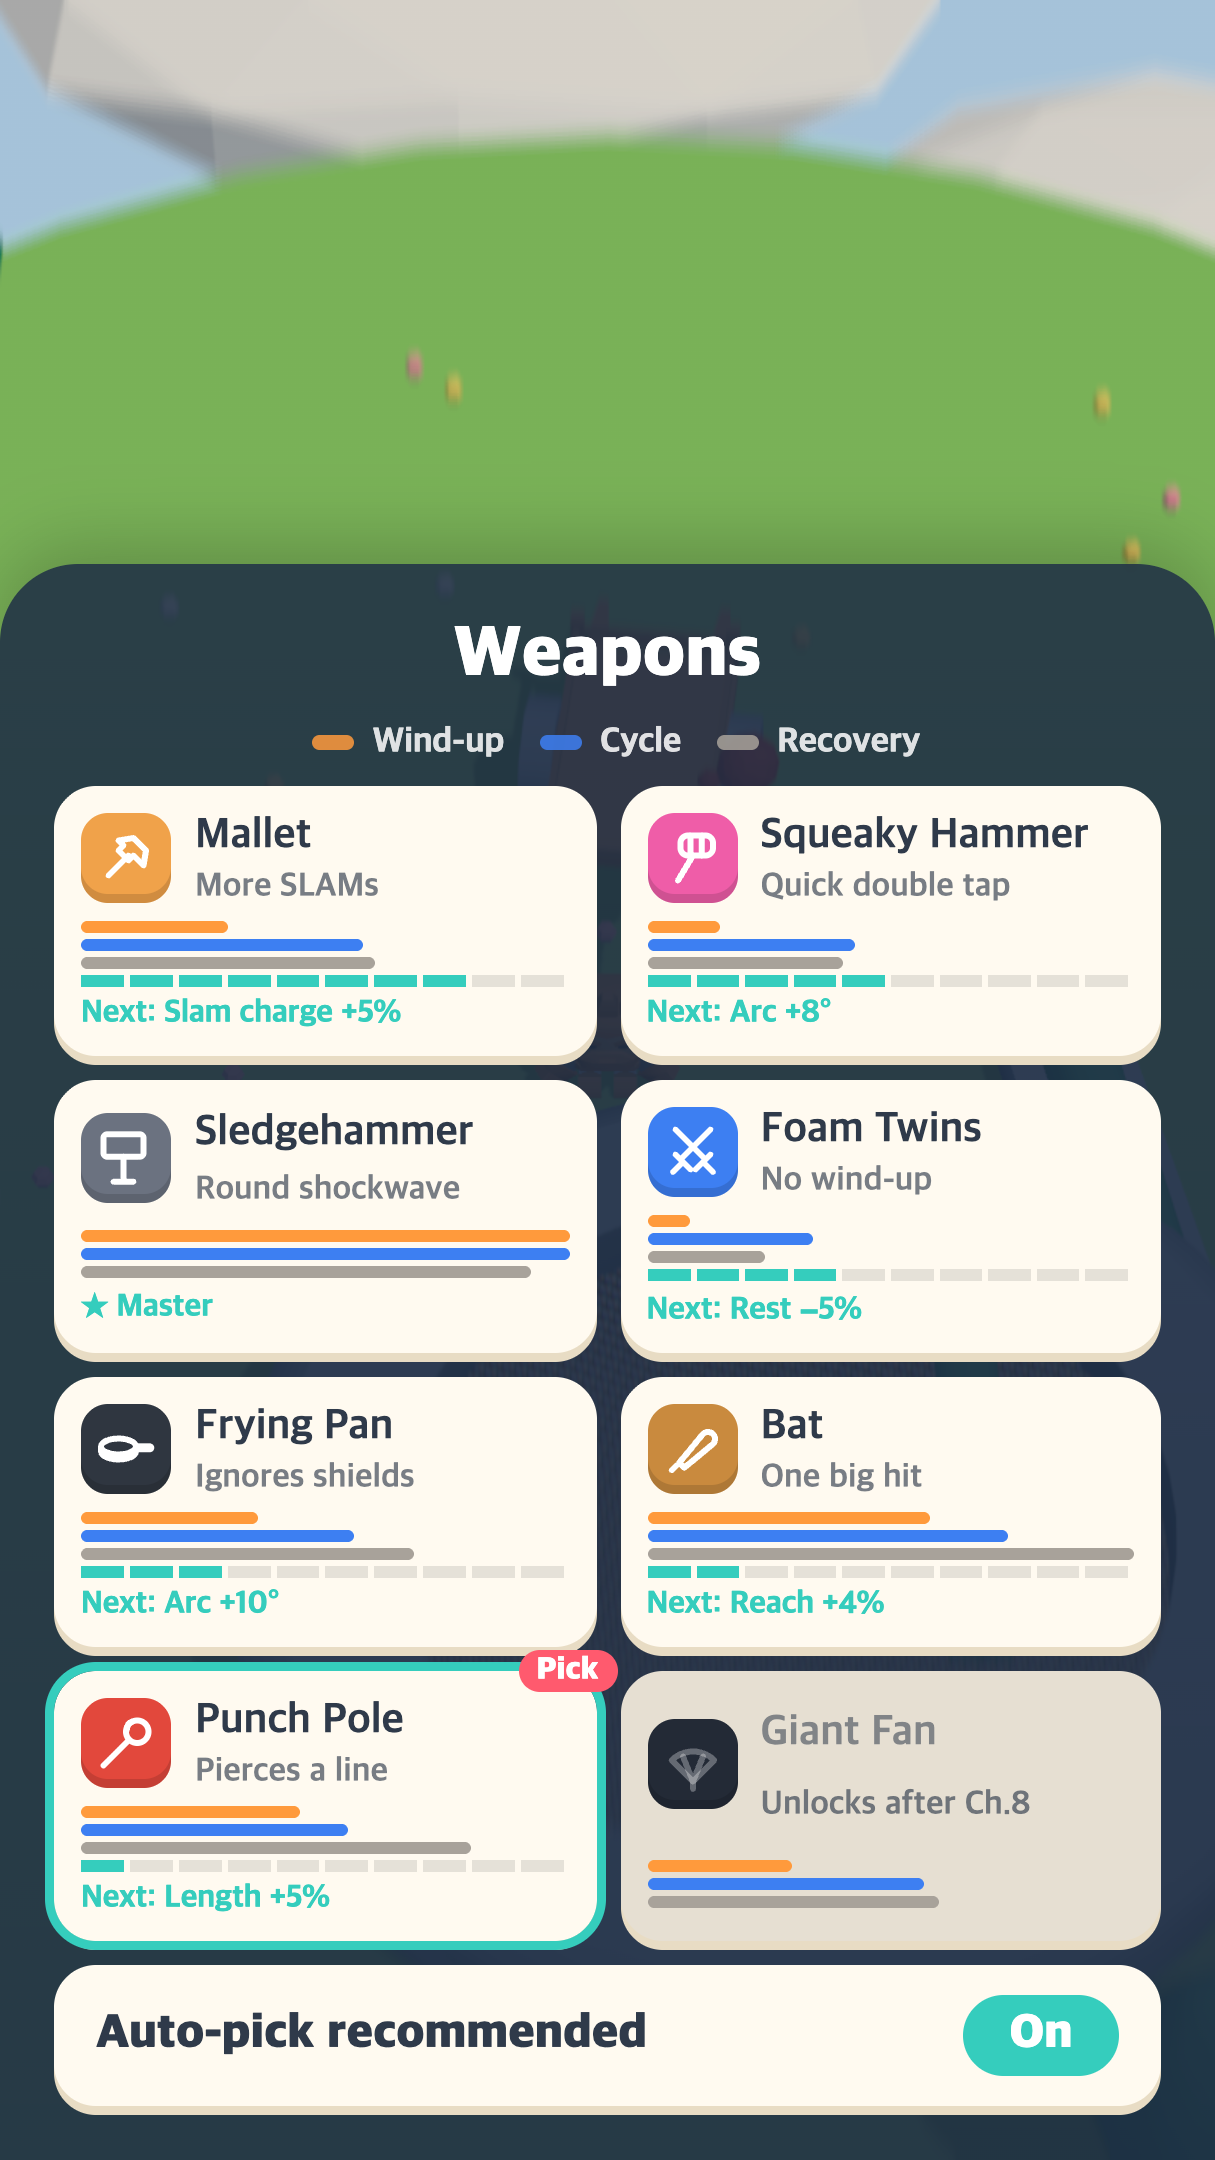 Weapons
Wind-up Cycle Recovery
Mallet
More SLAMs
Next: Slam charge +5%
Squeaky Hammer
Quick double tap
Next: Arc +8°
Sledgehammer
Round shockwave
★ Master
Foam Twins
No wind-up
Next: Rest –5%
Frying Pan
Ignores shields
Next: Arc +10°
Bat
One big hit
Next: Reach +4%
Pick
Punch Pole
Pierces a line
Next: Length +5%
Giant Fan
Unlocks after Ch.8
Auto-pick recommended
On